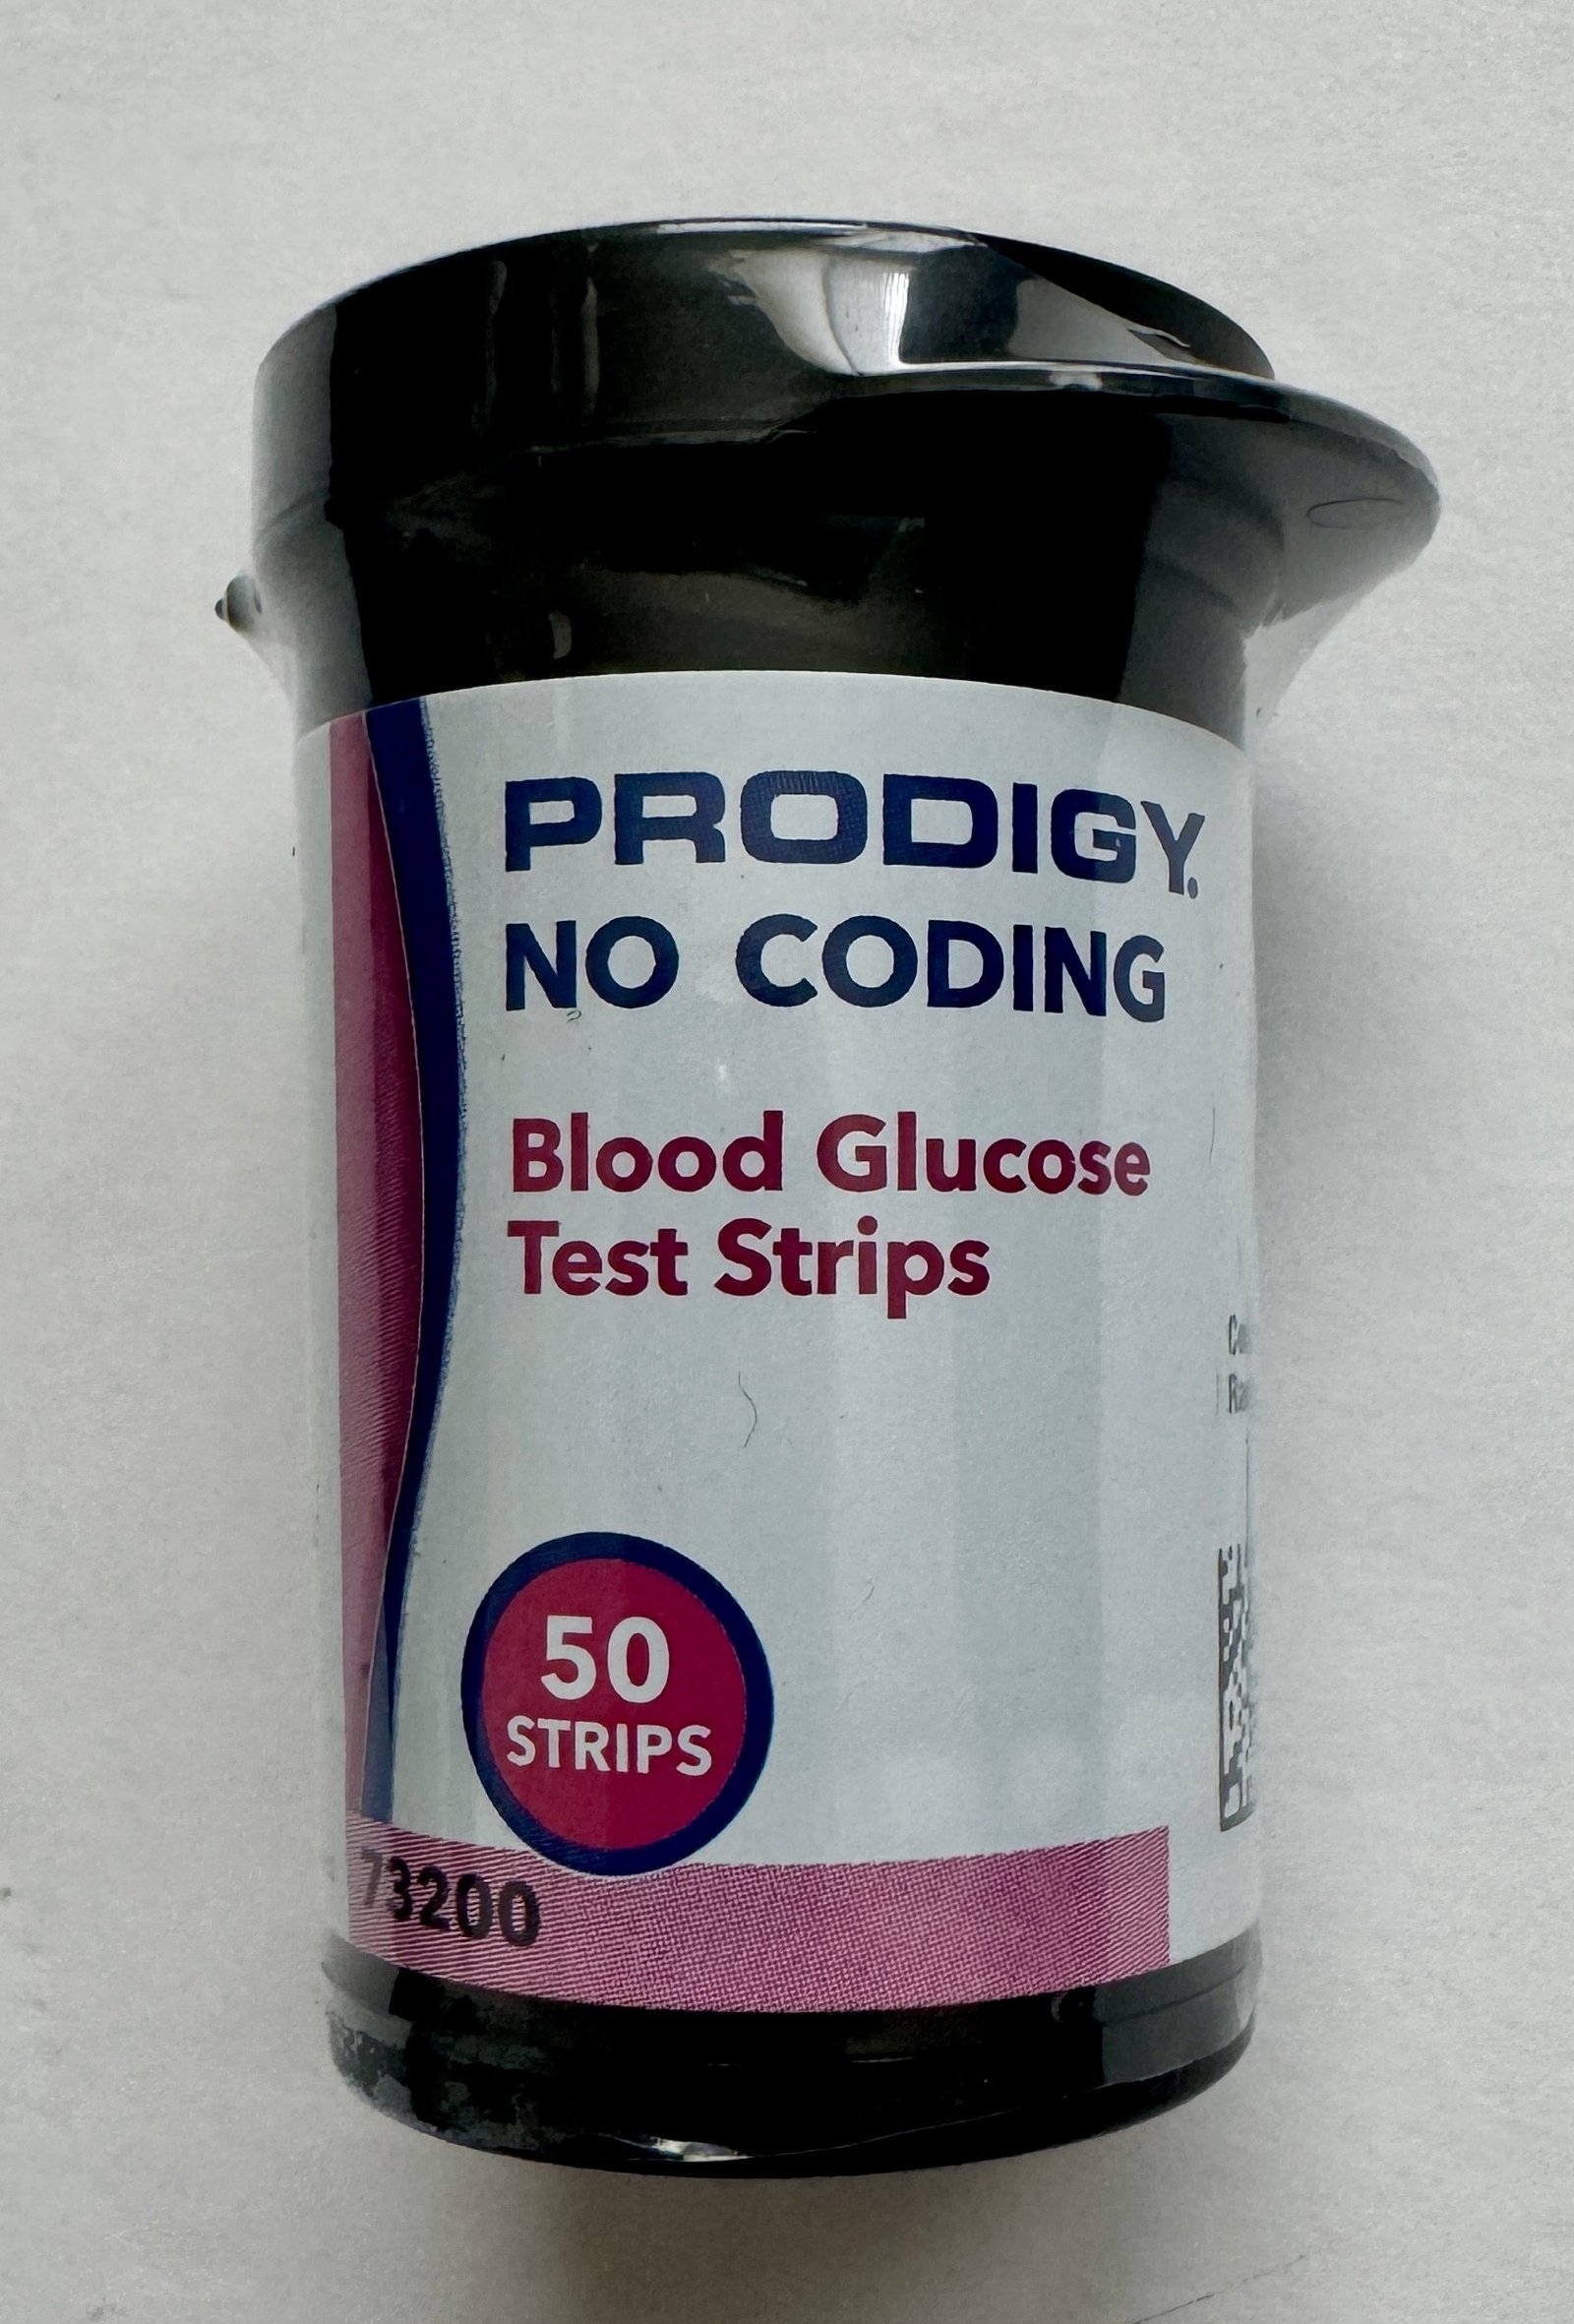 PRODIGY.
NO CODING
Blood Glucose
Test Strips
50
STRIPS
73200